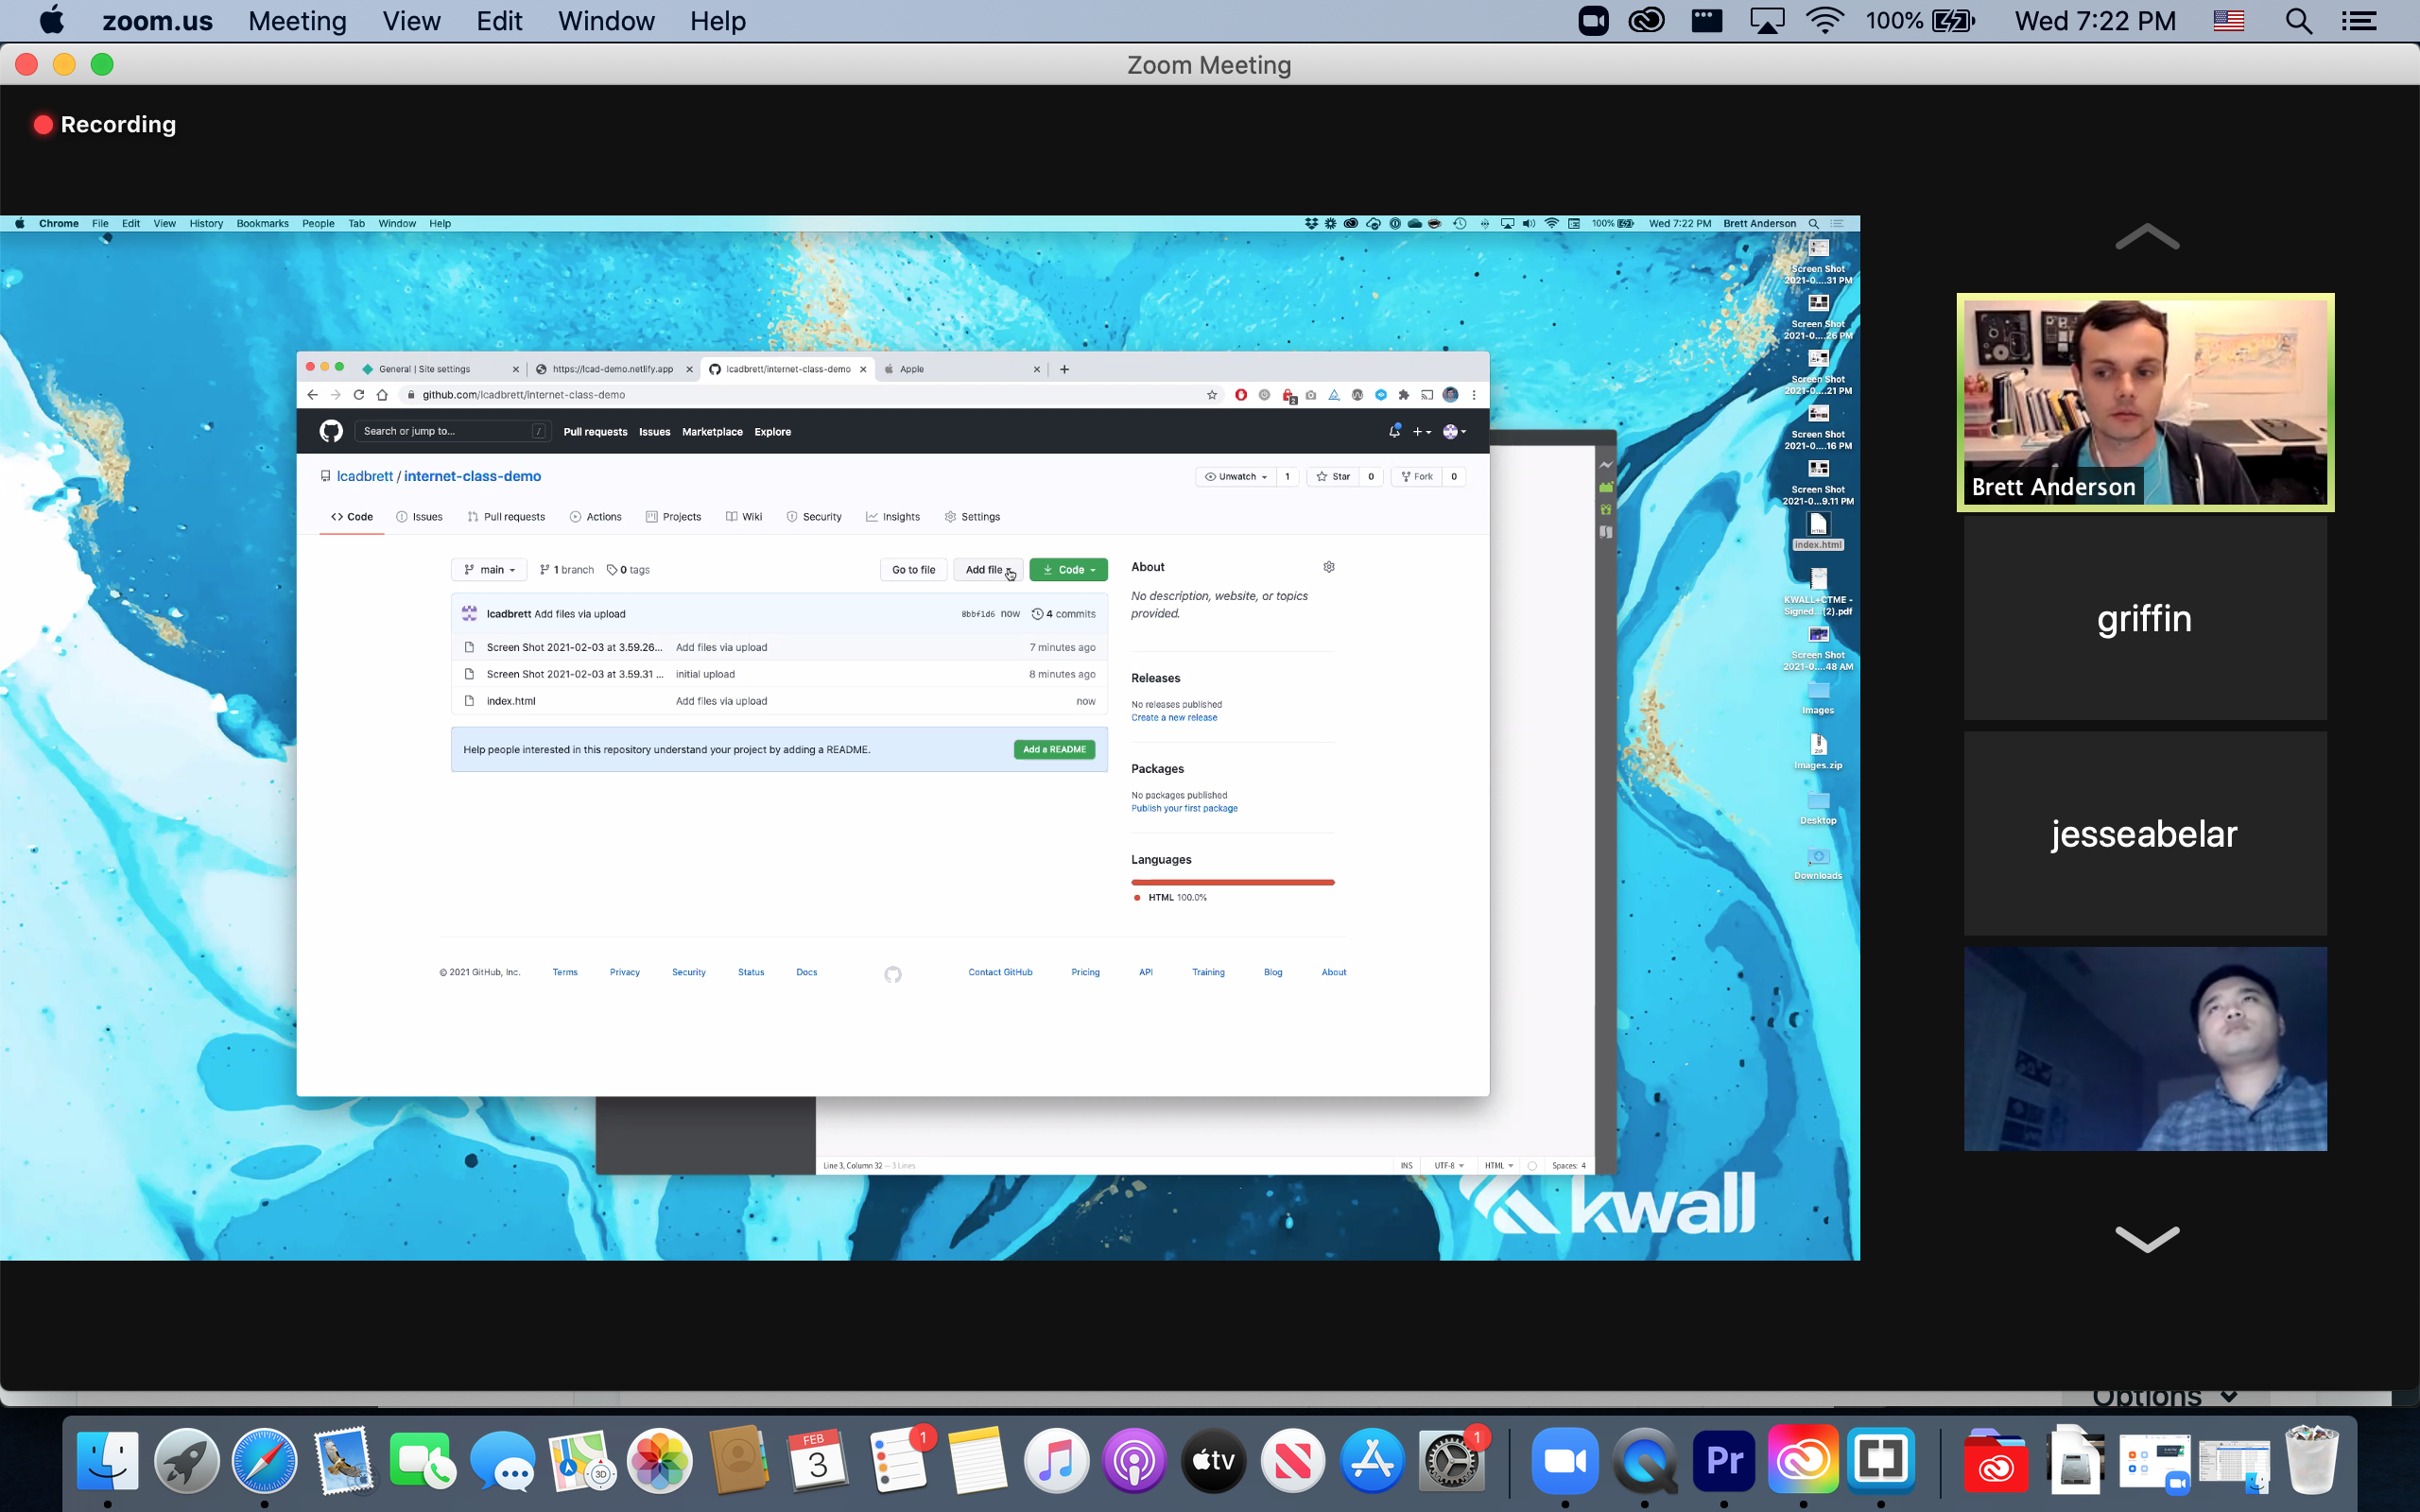 zoom.us Meeting View Edit Window Help 100% Wed 7:22 PM
Zoom Meeting
Recording
Chrome File Edit View History Bookmarks People Tab Window Help 100% Wed 7:22 PM Brett Anderson
Screen Shot
2021-0....31 PM
Screen Shot
2021-0....26 PM
Screen Shot
2021-0....21 PM
Screen Shot
2021-0....16 PM
Screen Shot
2021-0...9.11 PM
index.html
KWALL+CTME -
Signed... (2).pdf
Screen Shot
2021-0....48 AM
Images
ZIP
Images.zip
Desktop
Downloads
General | Site settings https://lcad-demo.netlify.app lcadbrett/internet-class-demo Apple
github.com/lcadbrett/internet-class-demo
Search or jump to... / Pull requests Issues Marketplace Explore
lcadbrett / internet-class-demo Unwatch 1 Star 0 Fork 0
Code Issues Pull requests Actions Projects Wiki Security Insights Settings
main 1 branch 0 tags Go to file Add file Code
lcadbrett Add files via upload 8bbf1d6 now 4 commits
Screen Shot 2021-02-03 at 3.59.26... Add files via upload 7 minutes ago
Screen Shot 2021-02-03 at 3.59.31 ... initial upload 8 minutes ago
index.html Add files via upload now
Help people interested in this repository understand your project by adding a README. Add a README
About
No description, website, or topics
provided.
Releases
No releases published
Create a new release
Packages
No packages published
Publish your first package
Languages
HTML 100.0%
© 2021 GitHub, Inc. Terms Privacy Security Status Docs Contact GitHub Pricing API Training Blog About
Line 3, Column 32 — 3 Lines INS UTF-8 HTML Spaces: 4
kwall
Brett Anderson
griffin
jesseabelar
Options
FEB
3
1
3D
tv
1
Pr